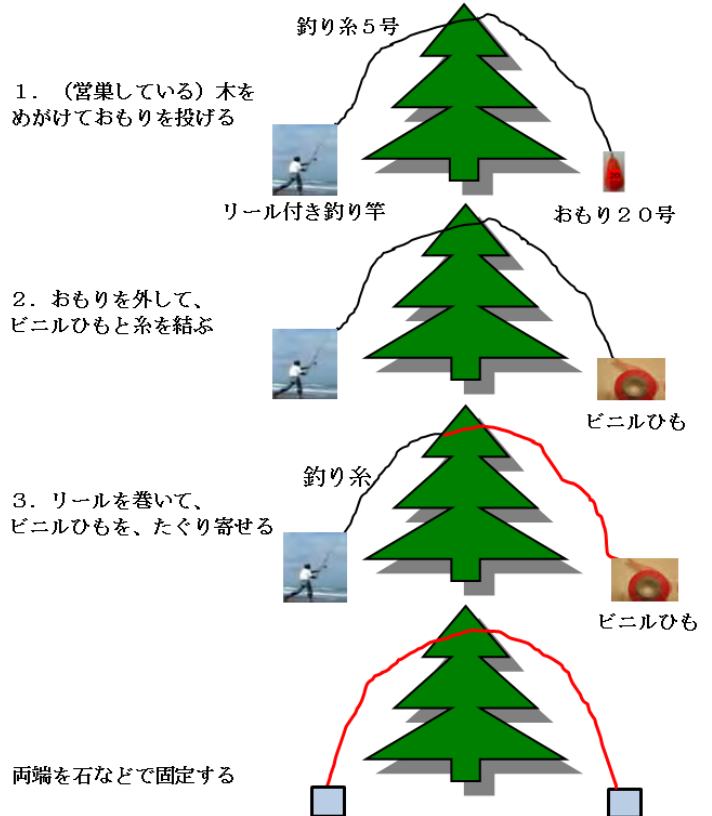 釣り糸５号
１．（営巣している）木を
めがけておもりを投げる
リール付き釣り竿
おもり２０号
２．おもりを外して、
ビニルひもと糸を結ぶ
ビニルひも
釣り糸
３．リールを巻いて、
ビニルひもを、たぐり寄せる
ビニルひも
両端を石などで固定する